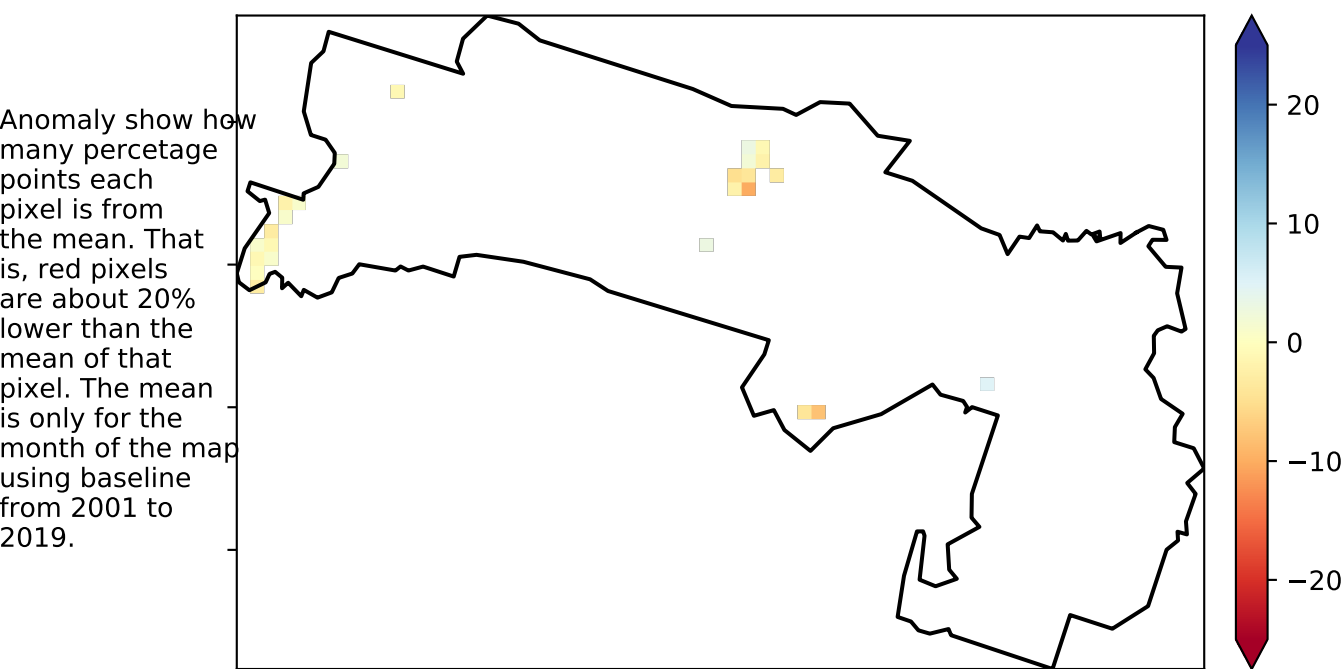 Anomaly show how
many percetage
points each
pixel is from
the mean. That
is, red pixels
are about 20%
lower than the
mean of that
pixel. The mean
is only for the
month of the map
using baseline
from 2001 to
2019.
20
10
0
−10
−20